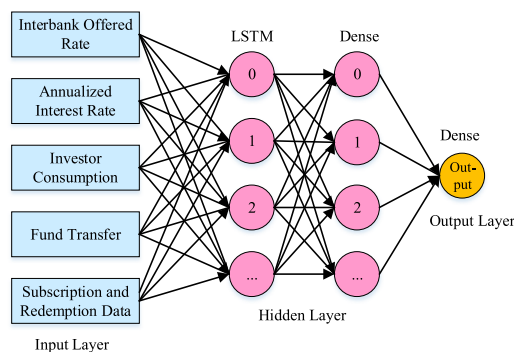 Interbank Offered
Rate
Annualized
Interest Rate
Investor
Consumption
Fund Transfer
Subscription and
Redemption Data
Input Layer
LSTM
0
1
2
...
Dense
0
1
2
...
Hidden Layer
Dense
Out-
put
Output Layer